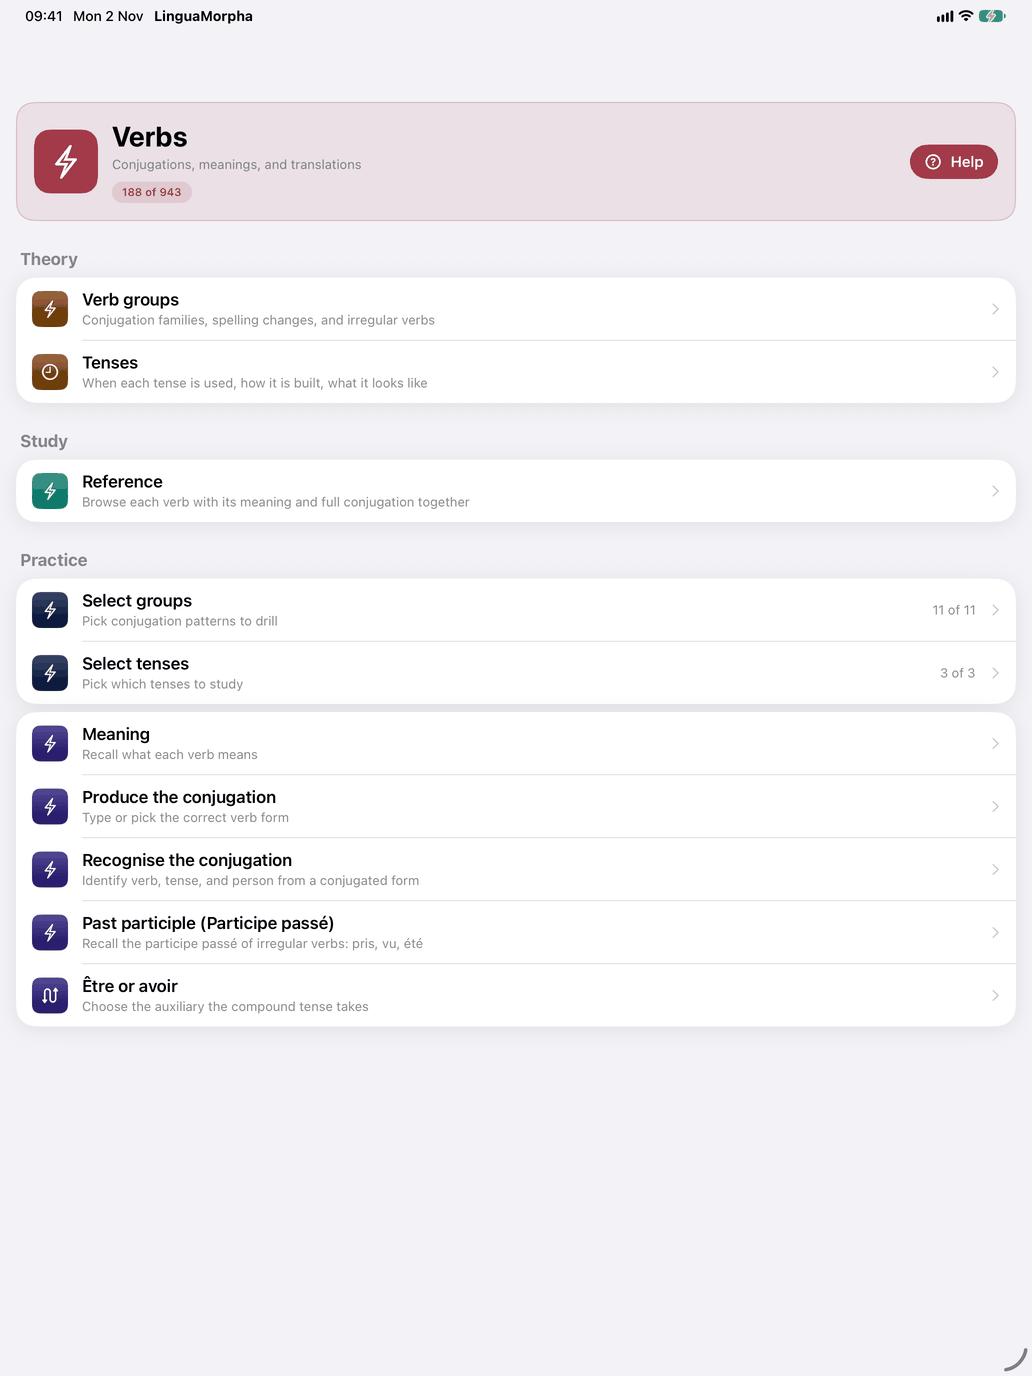 09:41 Mon 2 Nov LinguaMorpha
Verbs
Conjugations, meanings, and translations
188 of 943
Help
Theory
Verb groups
Conjugation families, spelling changes, and irregular verbs
Tenses
When each tense is used, how it is built, what it looks like
Study
Reference
Browse each verb with its meaning and full conjugation together
Practice
Select groups
Pick conjugation patterns to drill
11 of 11
Select tenses
Pick which tenses to study
3 of 3
Meaning
Recall what each verb means
Produce the conjugation
Type or pick the correct verb form
Recognise the conjugation
Identify verb, tense, and person from a conjugated form
Past participle (Participe passé)
Recall the participe passé of irregular verbs: pris, vu, été
Être or avoir
Choose the auxiliary the compound tense takes